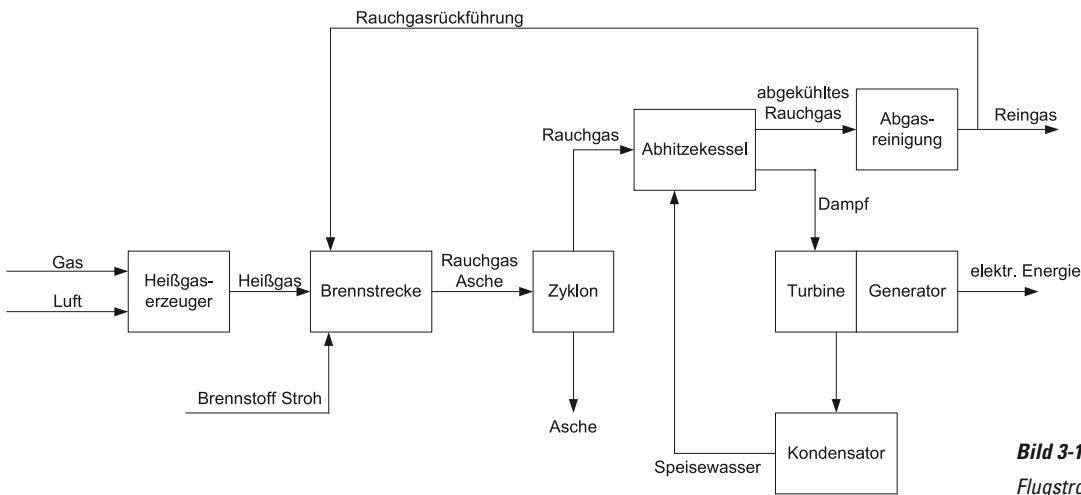 Rauchgasrückführung
abgekühltes
Rauchgas
Abgas-
reinigung
Reingas
Rauchgas
Abhitzekessel
Dampf
Gas
Luft
Heißgas-
erzeuger
Heißgas
Brennstrecke
Rauchgas
Asche
Zyklon
Turbine
Generator
elektr. Energie
Brennstoff Stroh
Asche
Speisewasser
Kondensator
Bild 3-1